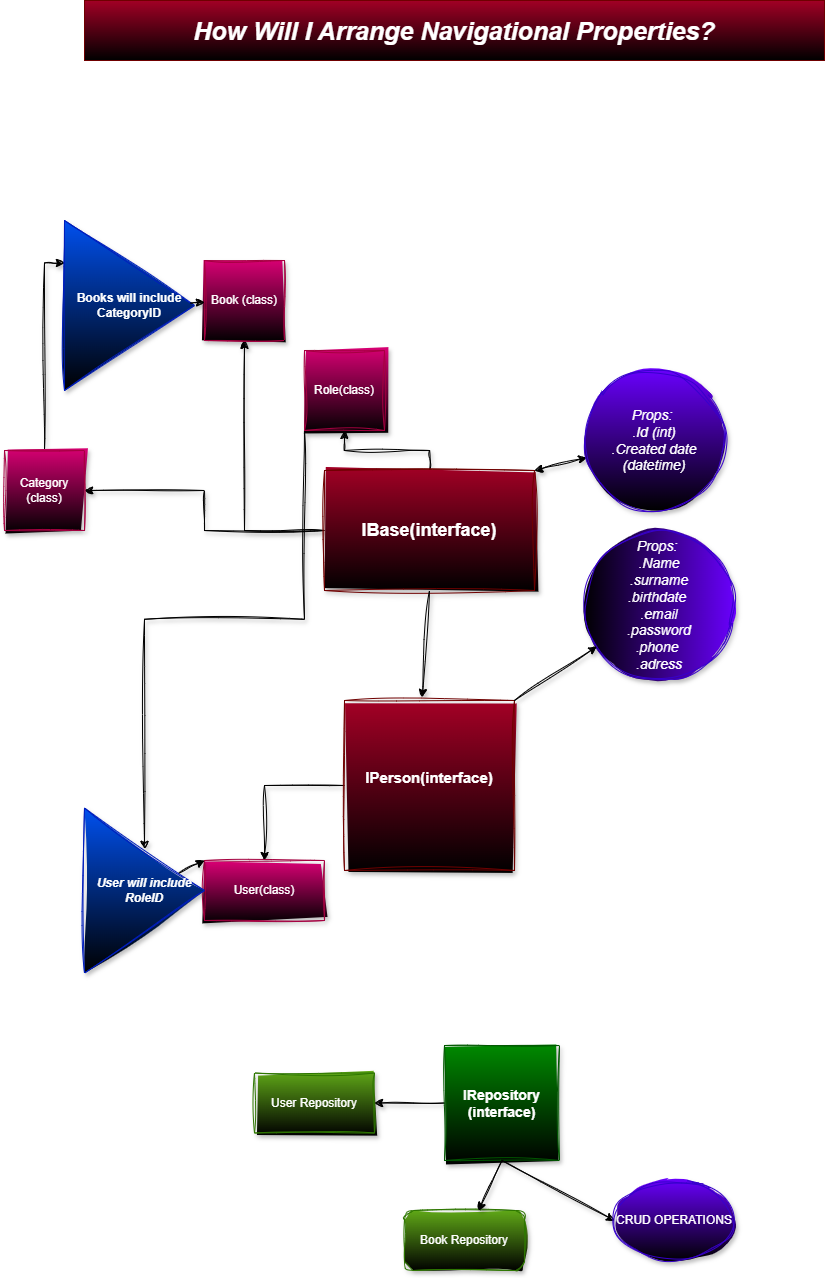 How Will I Arrange Navigational Properties?
Books will include
CategoryID
Book (class)
Role(class)
Props:
.Id (int)
.Created date
(datetime)
Category
(class)
IBase(interface)
Props:
.Name
.surname
.birthdate
.email
.password
.phone
.adress
IPerson(interface)
User will include
RoleID
User(class)
IRepository
(interface)
User Repository
Book Repository
CRUD OPERATIONS